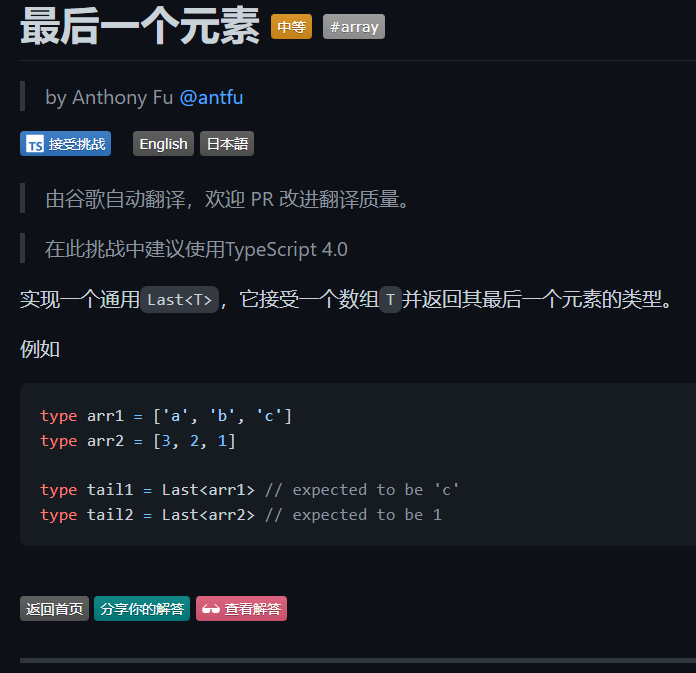 最后一个元素 中等 #array
by Anthony Fu @antfu
TS 接受挑战 English 日本語
由谷歌自动翻译，欢迎 PR 改进翻译质量。
在此挑战中建议使用TypeScript 4.0
实现一个通用Last<T>，它接受一个数组T并返回其最后一个元素的类型。
例如
type arr1 = ['a', 'b', 'c']
type arr2 = [3, 2, 1]
type tail1 = Last<arr1> // expected to be 'c'
type tail2 = Last<arr2> // expected to be 1
返回首页 分享你的解答 查看解答